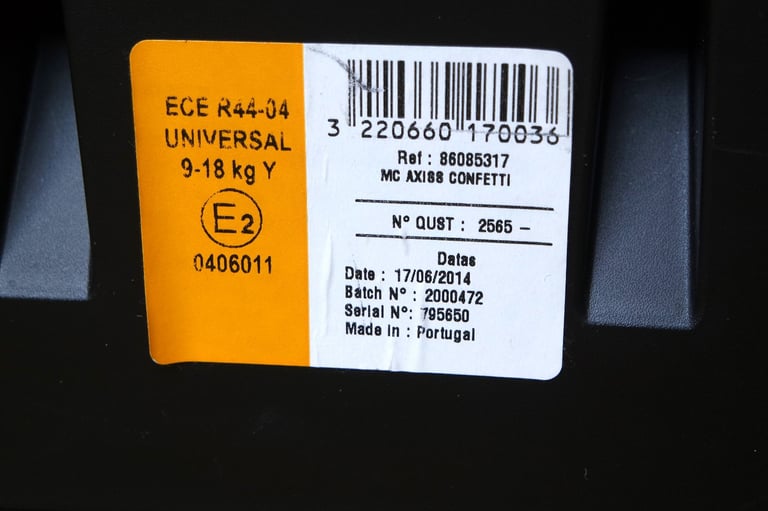 ECE R44-04
UNIVERSAL
9-18 kg Y
E2
0406011
3 220660 170036
Ref : 86085317
MC AXI88 CONFETTI
N° QUST : 2565 -
Datas
Date : 17/06/2014
Batch N° : 2000472
Serial N°: 795650
Made in : Portugal